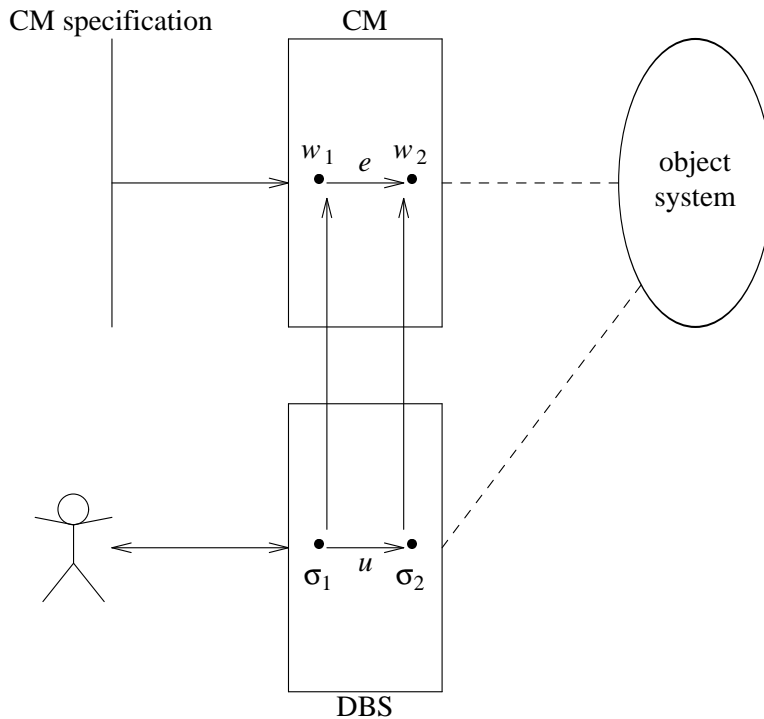 CM specification
CM
w1
e
w2
object
system
u
σ1
σ2
DBS